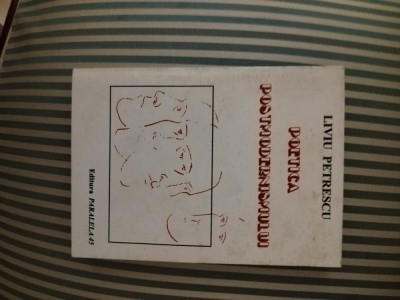 LIVIU PETRESCU
POETICA
POSTMODERNISMULUI
Editura PARALELA 45